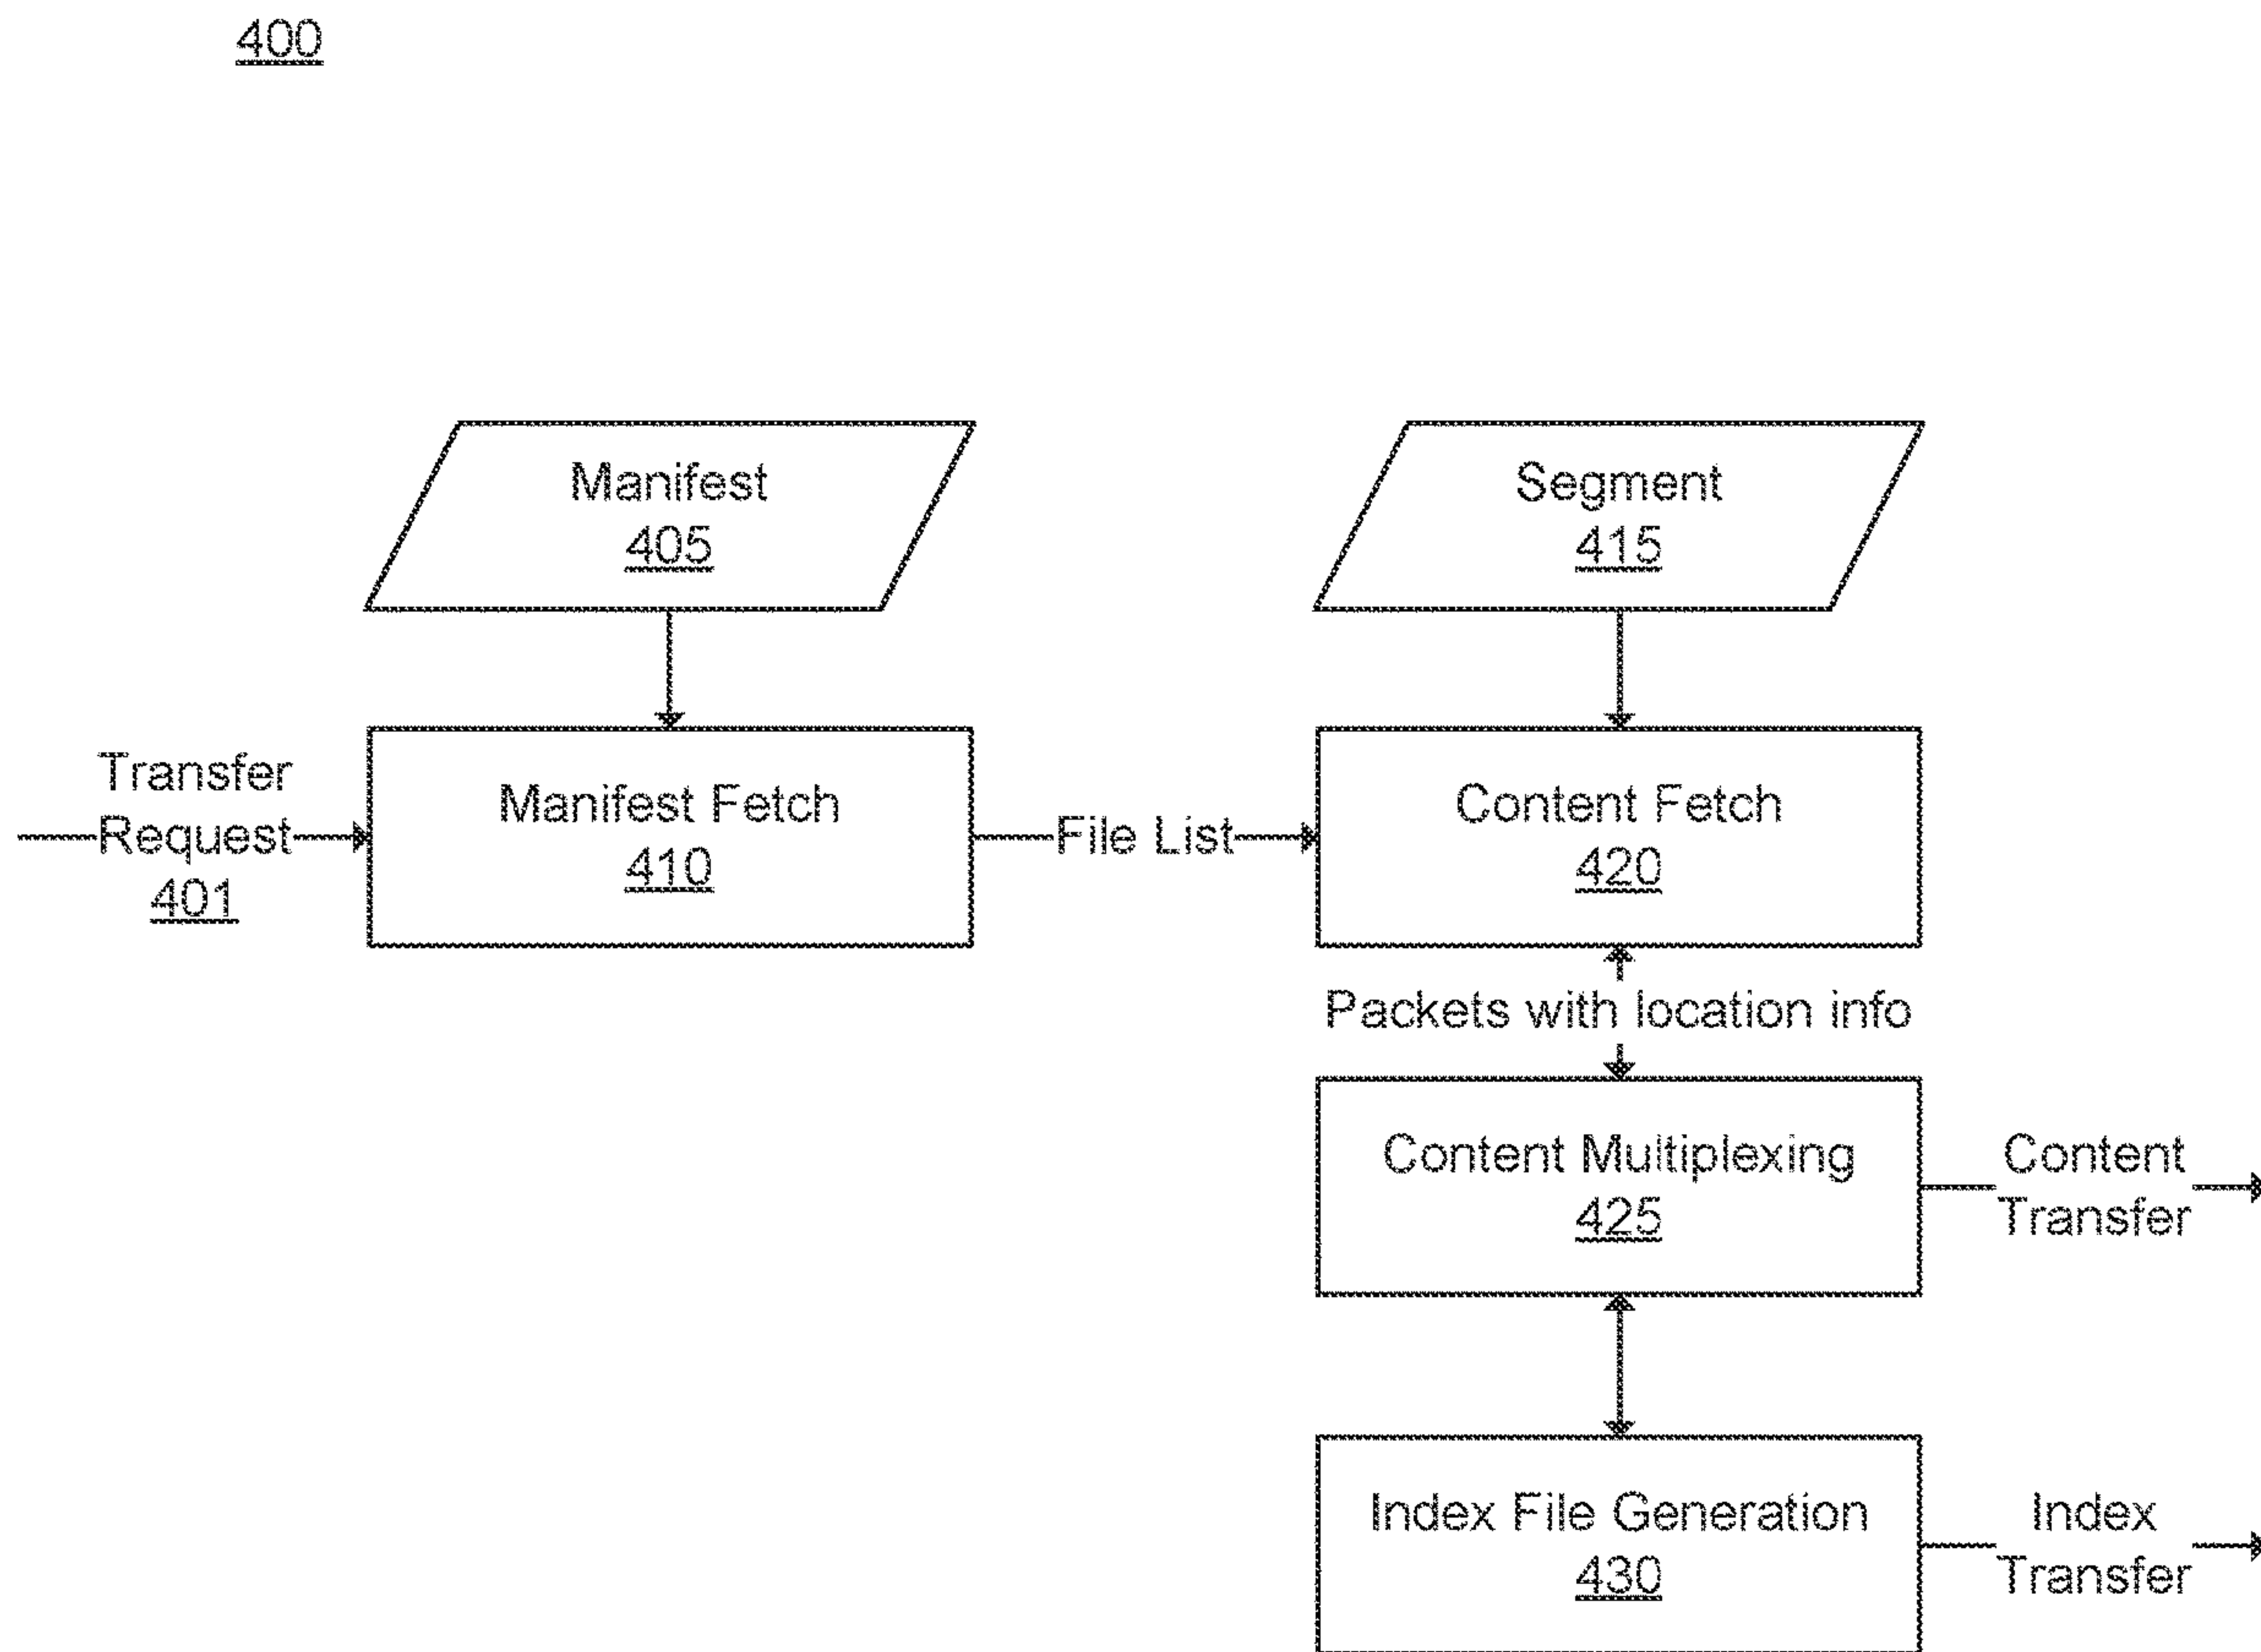 400
Manifest
405
Segment
415
Transfer
Request
401
Manifest Fetch
410
File List
Content Fetch
420
Packets with location info
Content Multiplexing
425
Content
Transfer
Index File Generation
430
Index
Transfer